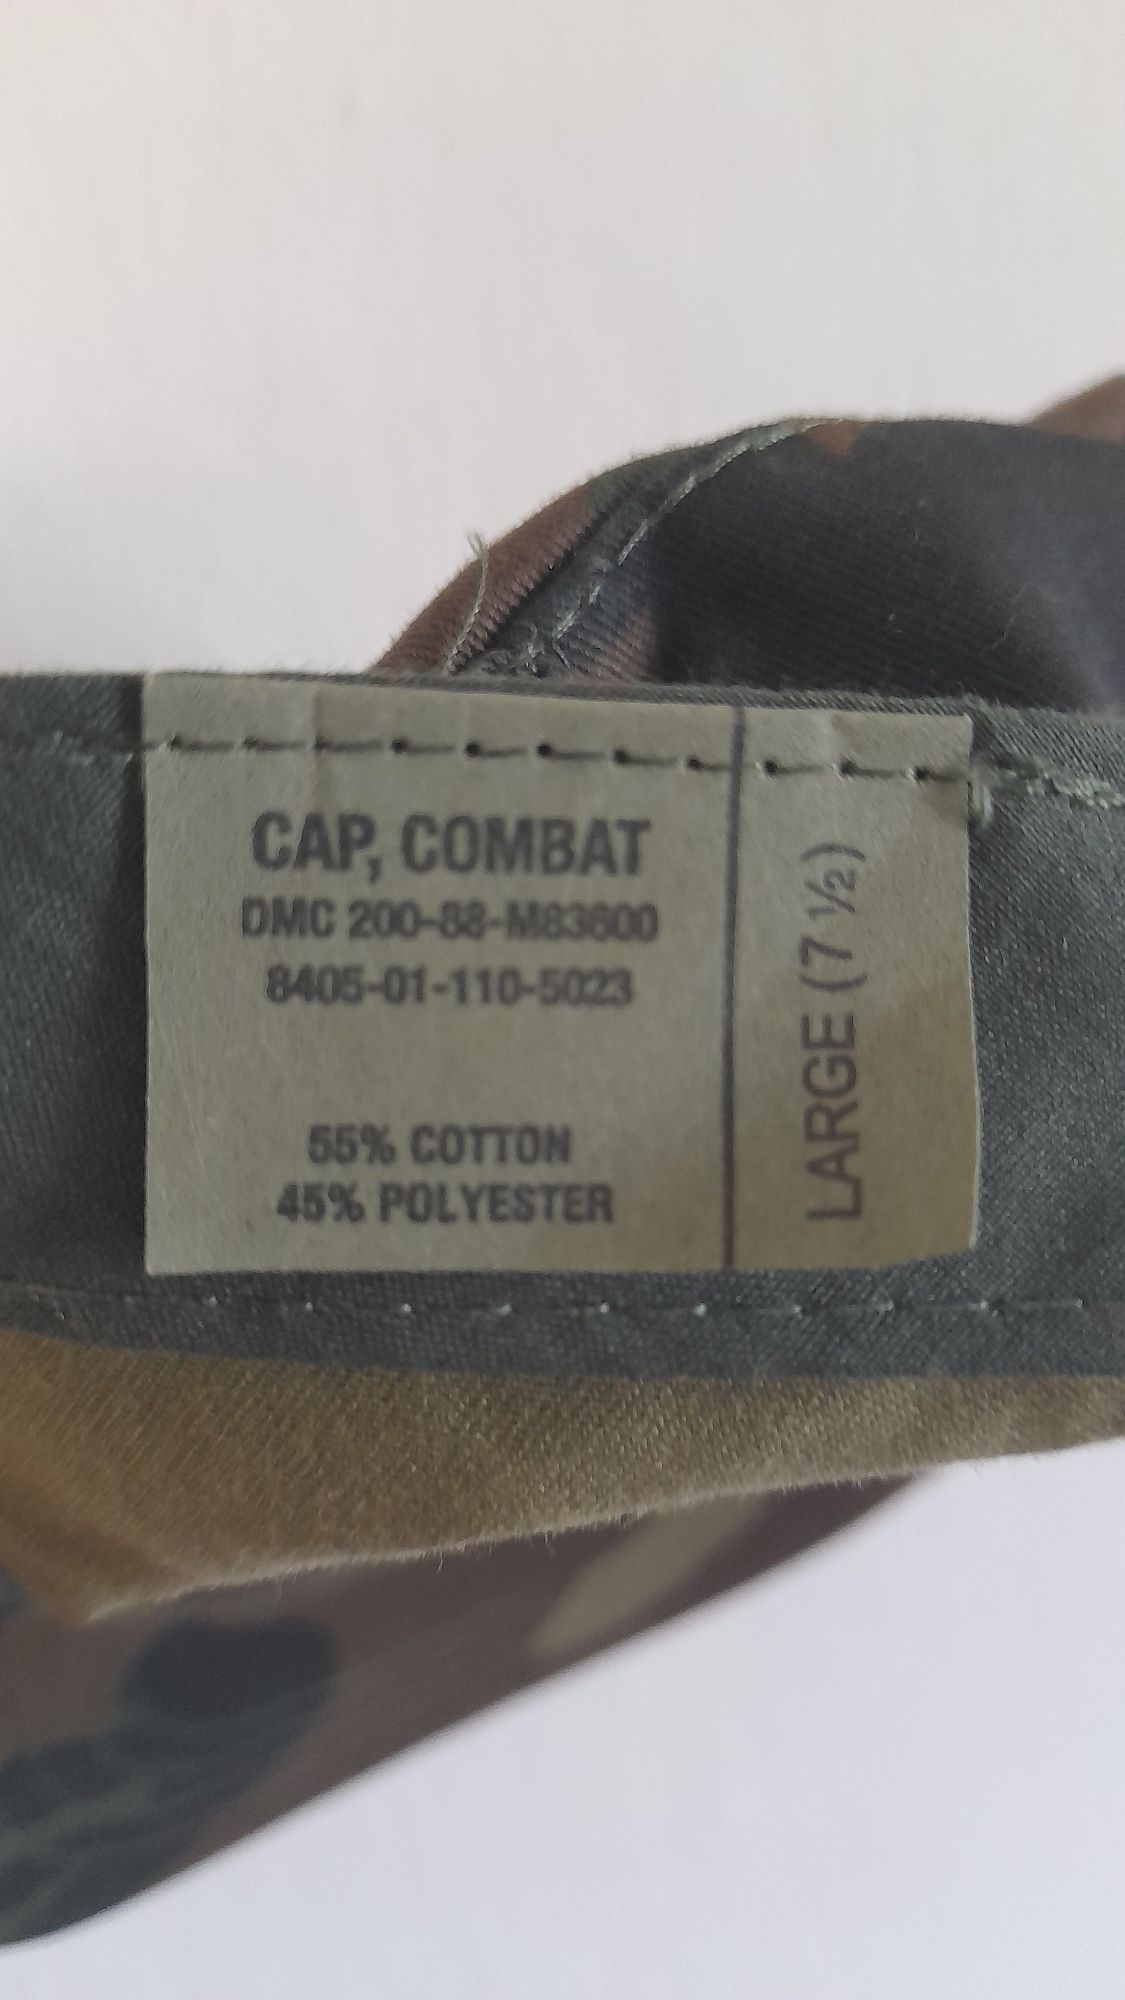 CAP, COMBAT
DMC 200-88-M83600
8405-01-110-5023
55% COTTON
45% POLYESTER
LARGE (7 ½)